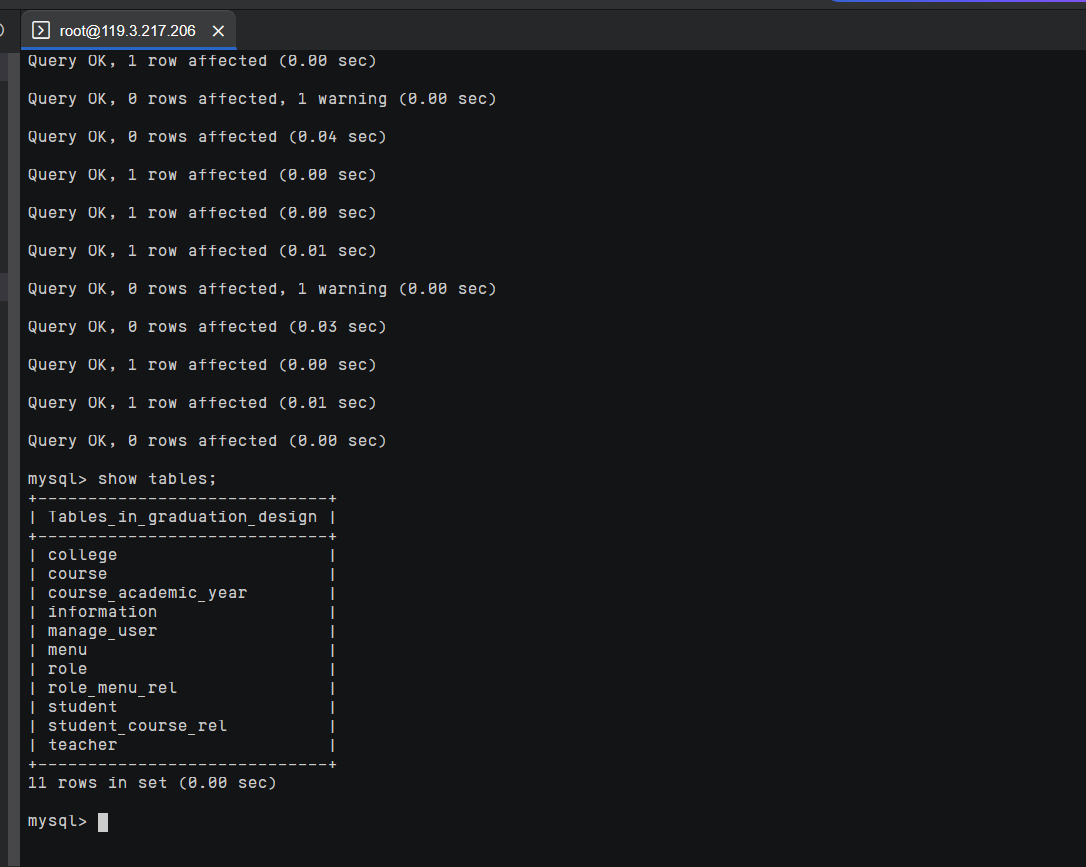 root@119.3.217.206 ×
Query OK, 1 row affected (0.00 sec)
Query OK, 0 rows affected, 1 warning (0.00 sec)
Query OK, 0 rows affected (0.04 sec)
Query OK, 1 row affected (0.00 sec)
Query OK, 1 row affected (0.00 sec)
Query OK, 1 row affected (0.01 sec)
Query OK, 0 rows affected, 1 warning (0.00 sec)
Query OK, 0 rows affected (0.03 sec)
Query OK, 1 row affected (0.00 sec)
Query OK, 1 row affected (0.01 sec)
Query OK, 0 rows affected (0.00 sec)
mysql> show tables;
+-----------------------------+
| Tables_in_graduation_design |
+-----------------------------+
| college                     |
| course                      |
| course_academic_year        |
| information                 |
| manage_user                 |
| menu                        |
| role                        |
| role_menu_rel               |
| student                     |
| student_course_rel          |
| teacher                     |
+-----------------------------+
11 rows in set (0.00 sec)
mysql>